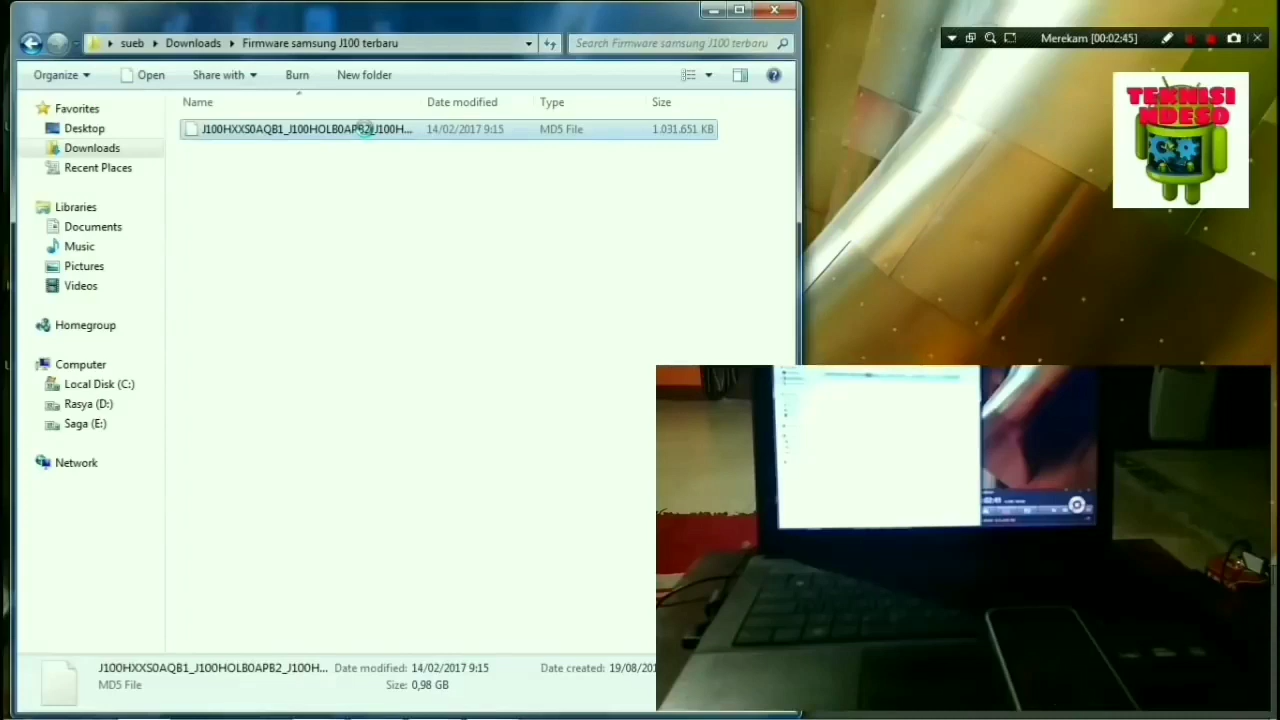 sueb Downloads Firmware samsung J100 terbaru
Search Firmware samsung J100 terbaru
Merekam [00:02:45]
Organize Open Share with Burn New folder
TEKNISI
NDESO
Name Date modified Type Size
J100HXXS0AQB1_J100HOLB0APB2_J100H... 14/02/2017 9:15 MD5 File 1.031.651 KB
Favorites
Desktop
Downloads
Recent Places
Libraries
Documents
Music
Pictures
Videos
Homegroup
Computer
Local Disk (C:)
Rasya (D:)
Saga (E:)
Network
J100HXXS0AQB1_J100HOLB0APB2_J100H... Date modified: 14/02/2017 9:15 Date created: 19/08/201
MD5 File Size: 0,98 GB